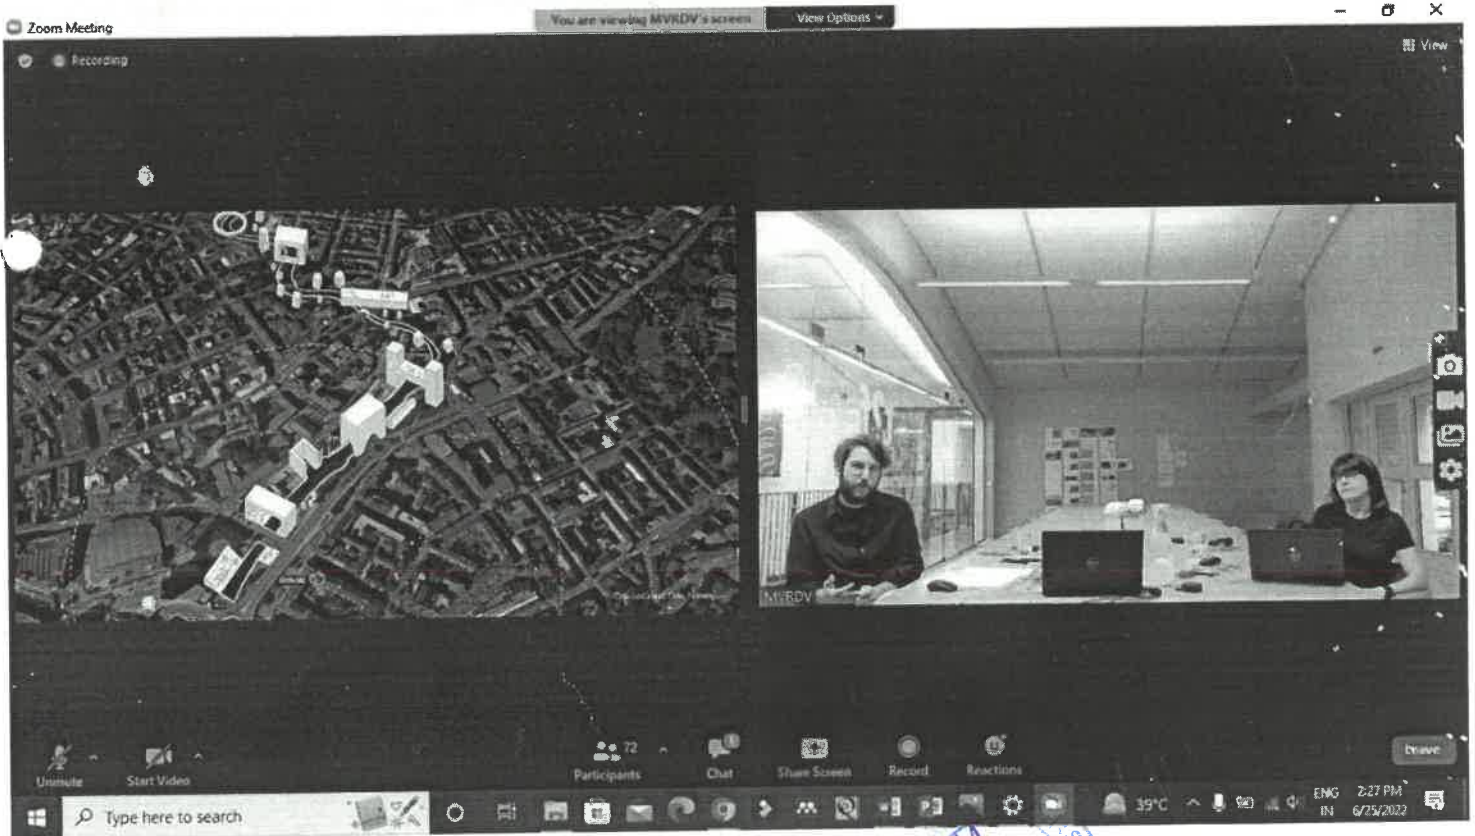 Zoom Meeting
You are viewing MVRDV's screen
View Options
Recording
View
MVRDV
Unmute
Start Video
72
Participants
Chat
Share Screen
Record
Reactions
Leave
Type here to search
39°C
ENG
IN
2:27 PM
6/25/2022